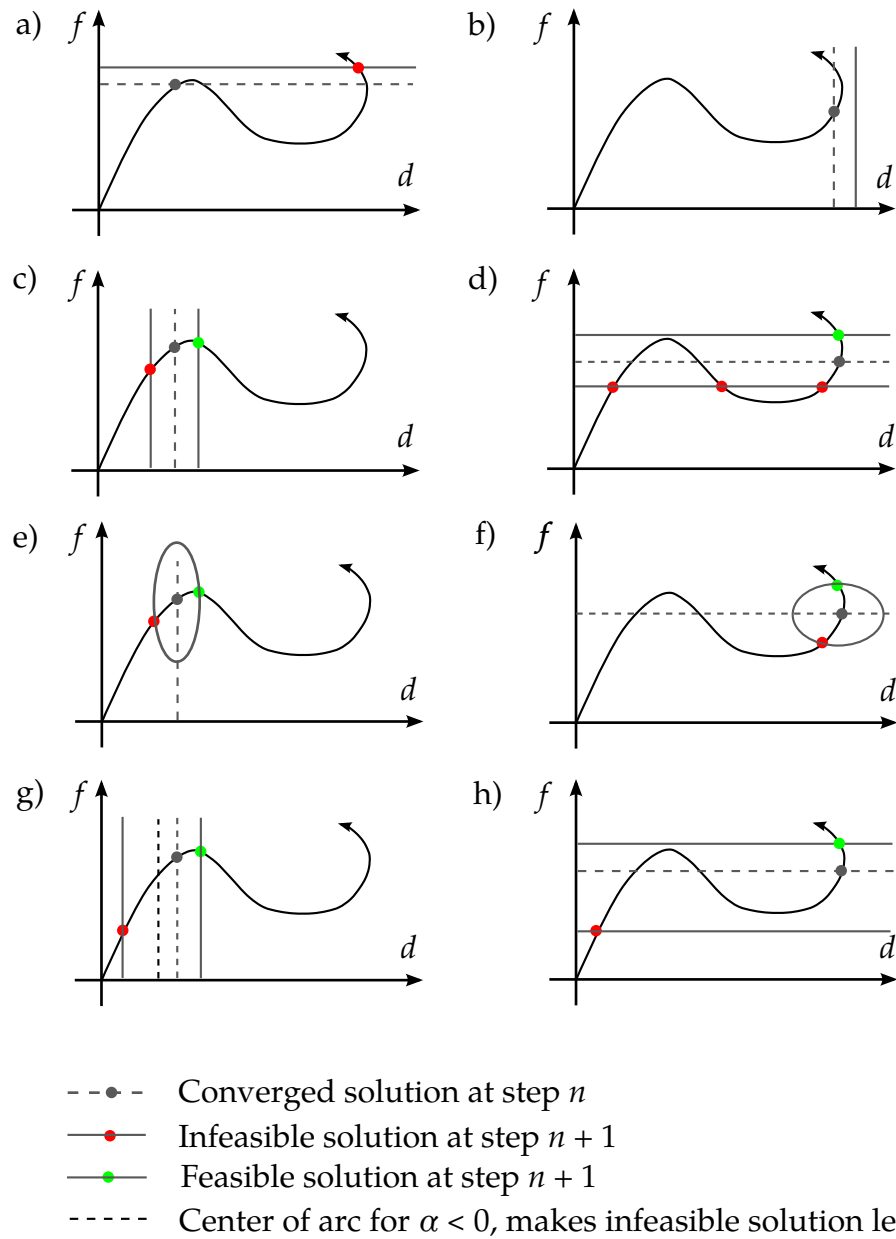 a) f d
b) d
c) f d
d) f d
e) f d
f) f d
g) f d
h) f d
Converged solution at step n
Infeasible solution at step n + 1
Feasible solution at step n + 1
Center of arc for α < 0, makes infeasible solution le